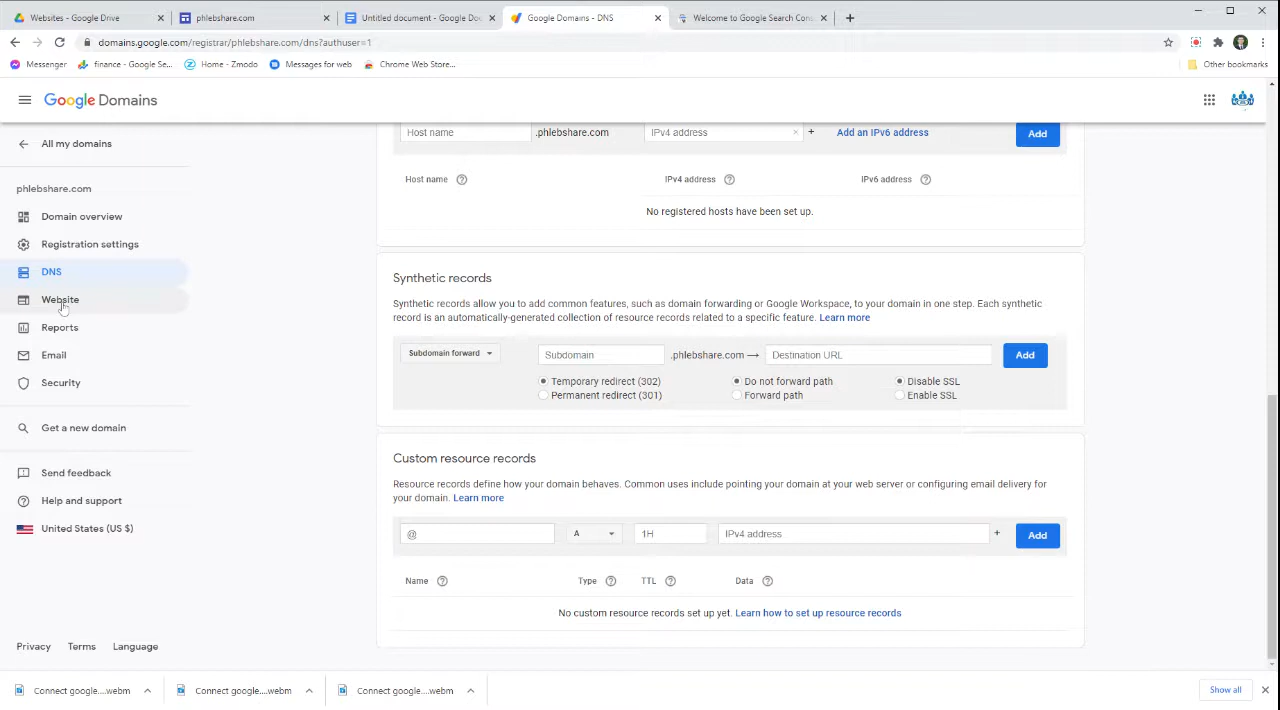 Websites - Google Drive
phlebshare.com
Untitled document - Google Do
Google Domains - DNS
Welcome to Google Search Con
domains.google.com/registrar/phlebshare.com/dns?authuser=1
Messenger
finance - Google Se...
Home - Zmodo
Messages for web
Chrome Web Store...
Other bookmarks
Google Domains
All my domains
phlebshare.com
Domain overview
Registration settings
DNS
Website
Reports
Email
Security
Get a new domain
Send feedback
Help and support
United States (US $)
Privacy Terms Language
Host name .phlebshare.com IPv4 address × + Add an IPv6 address Add
Host name IPv4 address IPv6 address
No registered hosts have been set up.
Synthetic records
Synthetic records allow you to add common features, such as domain forwarding or Google Workspace, to your domain in one step. Each synthetic
record is an automatically-generated collection of resource records related to a specific feature. Learn more
Subdomain forward Subdomain .phlebshare.com → Destination URL Add
Temporary redirect (302) Do not forward path Disable SSL
Permanent redirect (301) Forward path Enable SSL
Custom resource records
Resource records define how your domain behaves. Common uses include pointing your domain at your web server or configuring email delivery for
your domain. Learn more
@ A 1H IPv4 address + Add
Name Type TTL Data
No custom resource records set up yet. Learn how to set up resource records
Connect google....webm
Connect google....webm
Connect google....webm
Show all